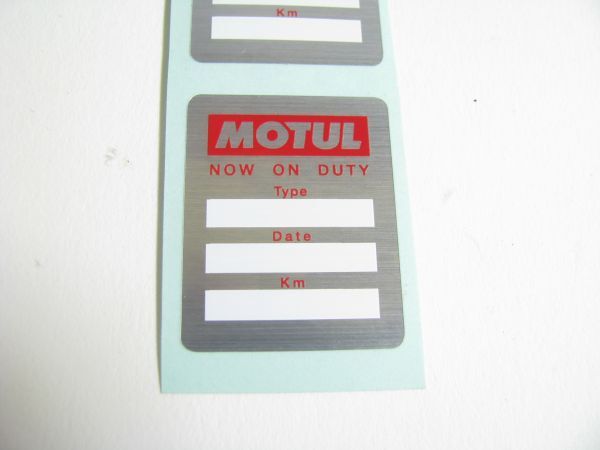 Km
MOTUL
NOW ON DUTY
Type
Date
Km